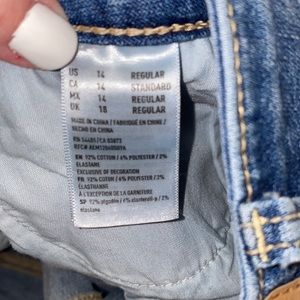 US 14 REGULAR
CA 14 STANDARD
MX 14 REGULAR
UK 18 REGULAR
MADE IN CHINA / FABRIQUÉ EN CHINE /
HECHO EN CHINA
EN 92% COTTON / 6% POLYESTER / 2%
ELASTANE
EXCLUSIVE OF DECORATION
FR 92% COTON / 6% POLYESTER / 2%
ÉLASTHANNE
À L'EXCEPTION DE LA GARNITURE
SP 92% algodón / 6% / 2%
elastano